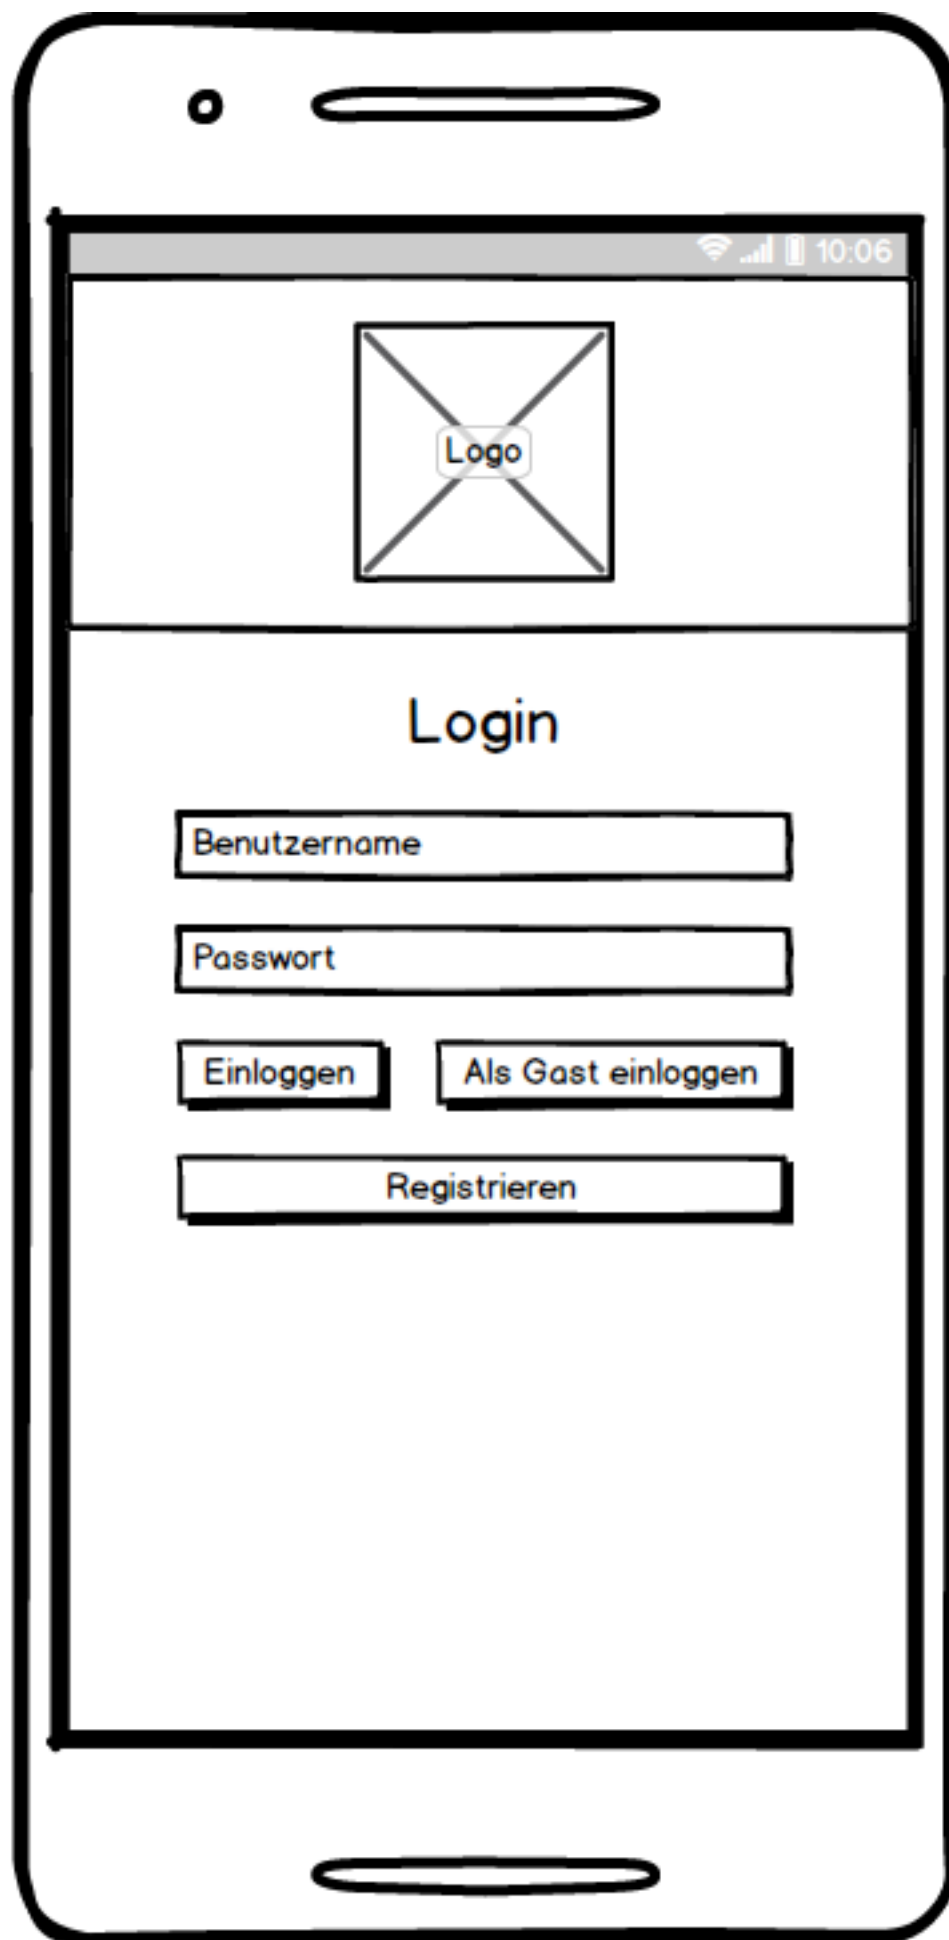 10:06
Logo
Login
Benutzername
Passwort
Einloggen
Als Gast einloggen
Registrieren